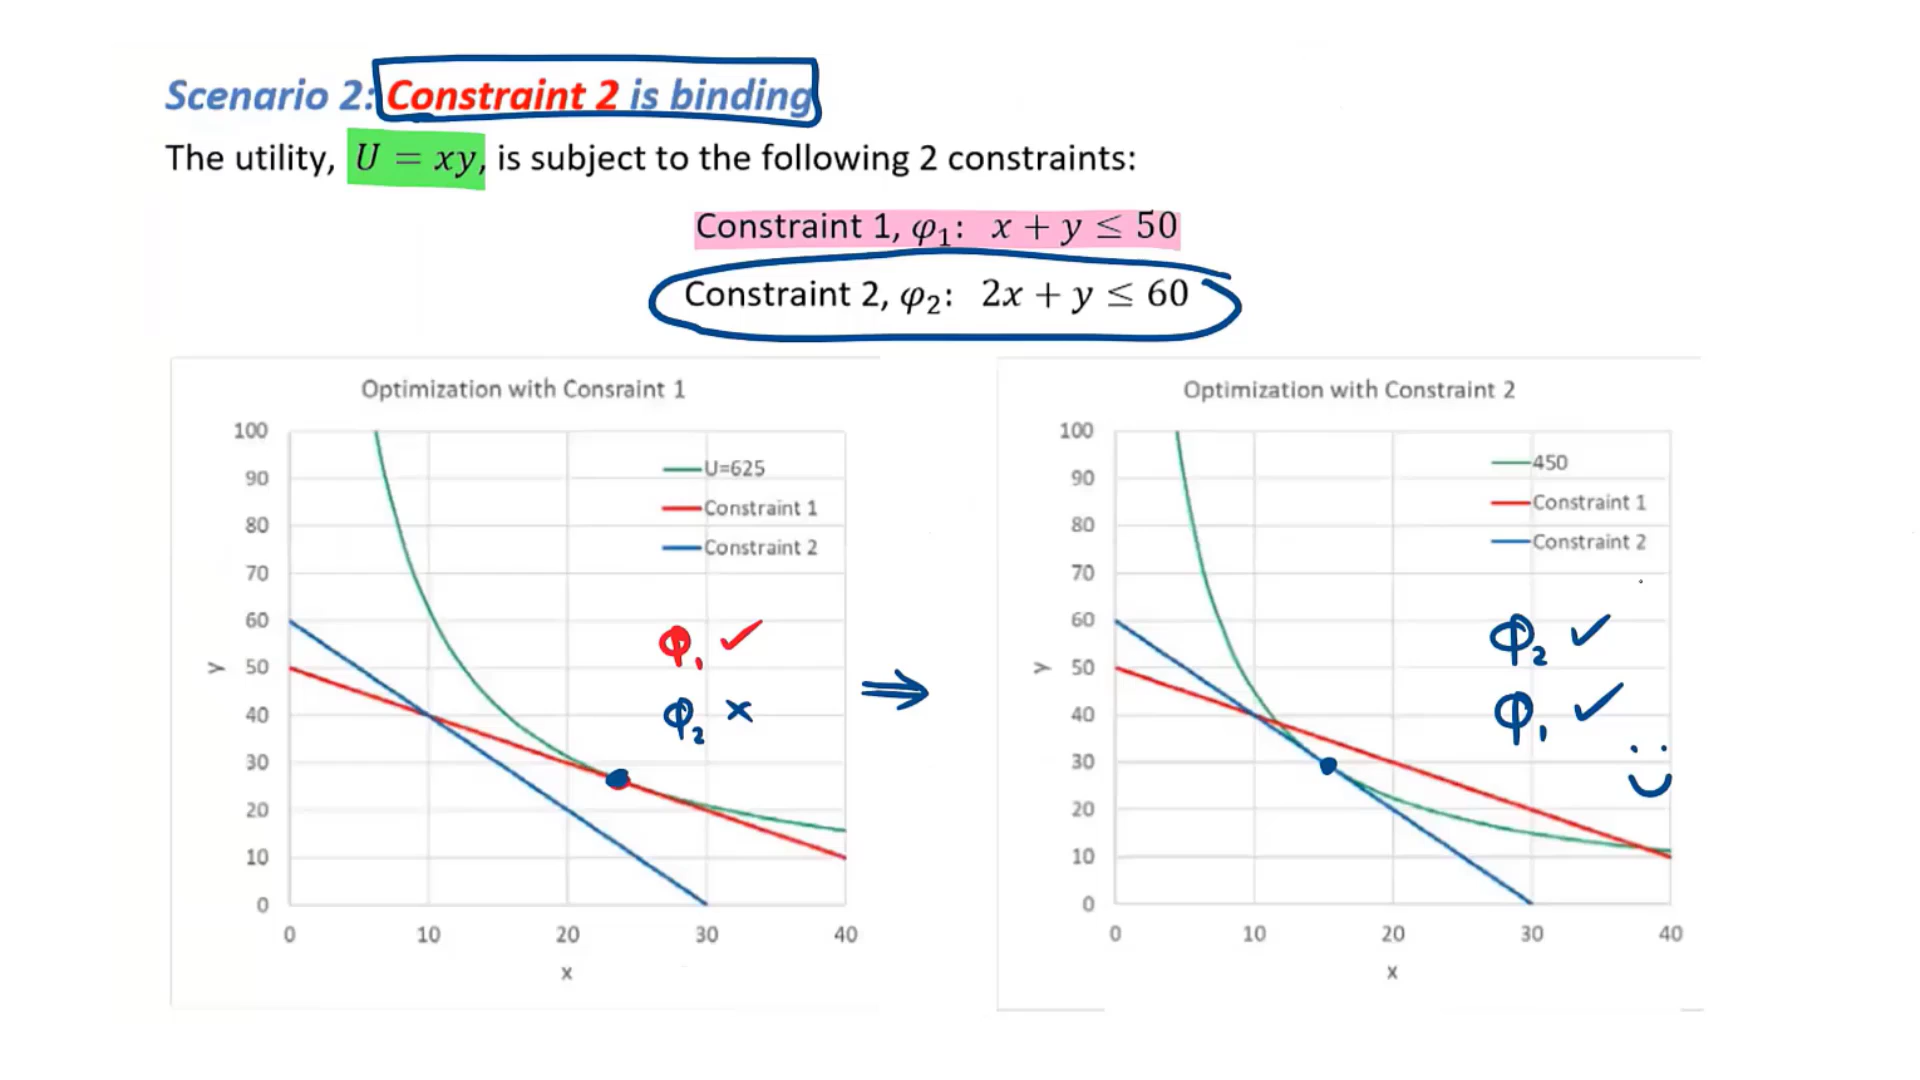 Scenario 2: Constraint 2 is binding
The utility, U = xy, is subject to the following 2 constraints:
Constraint 1, φ₁: x + y ≤ 50
Constraint 2, φ₂: 2x + y ≤ 60
Optimization with Consraint 1
100
90
80
70
60
50
40
30
20
10
0
y
0 10 20 30 40
x
U=625
Constraint 1
Constraint 2
φ₁ ✓
φ₂ ×
⇒
Optimization with Constraint 2
100
90
80
70
60
50
40
30
20
10
0
y
0 10 20 30 40
x
450
Constraint 1
Constraint 2
φ₂ ✓
φ₁ ✓